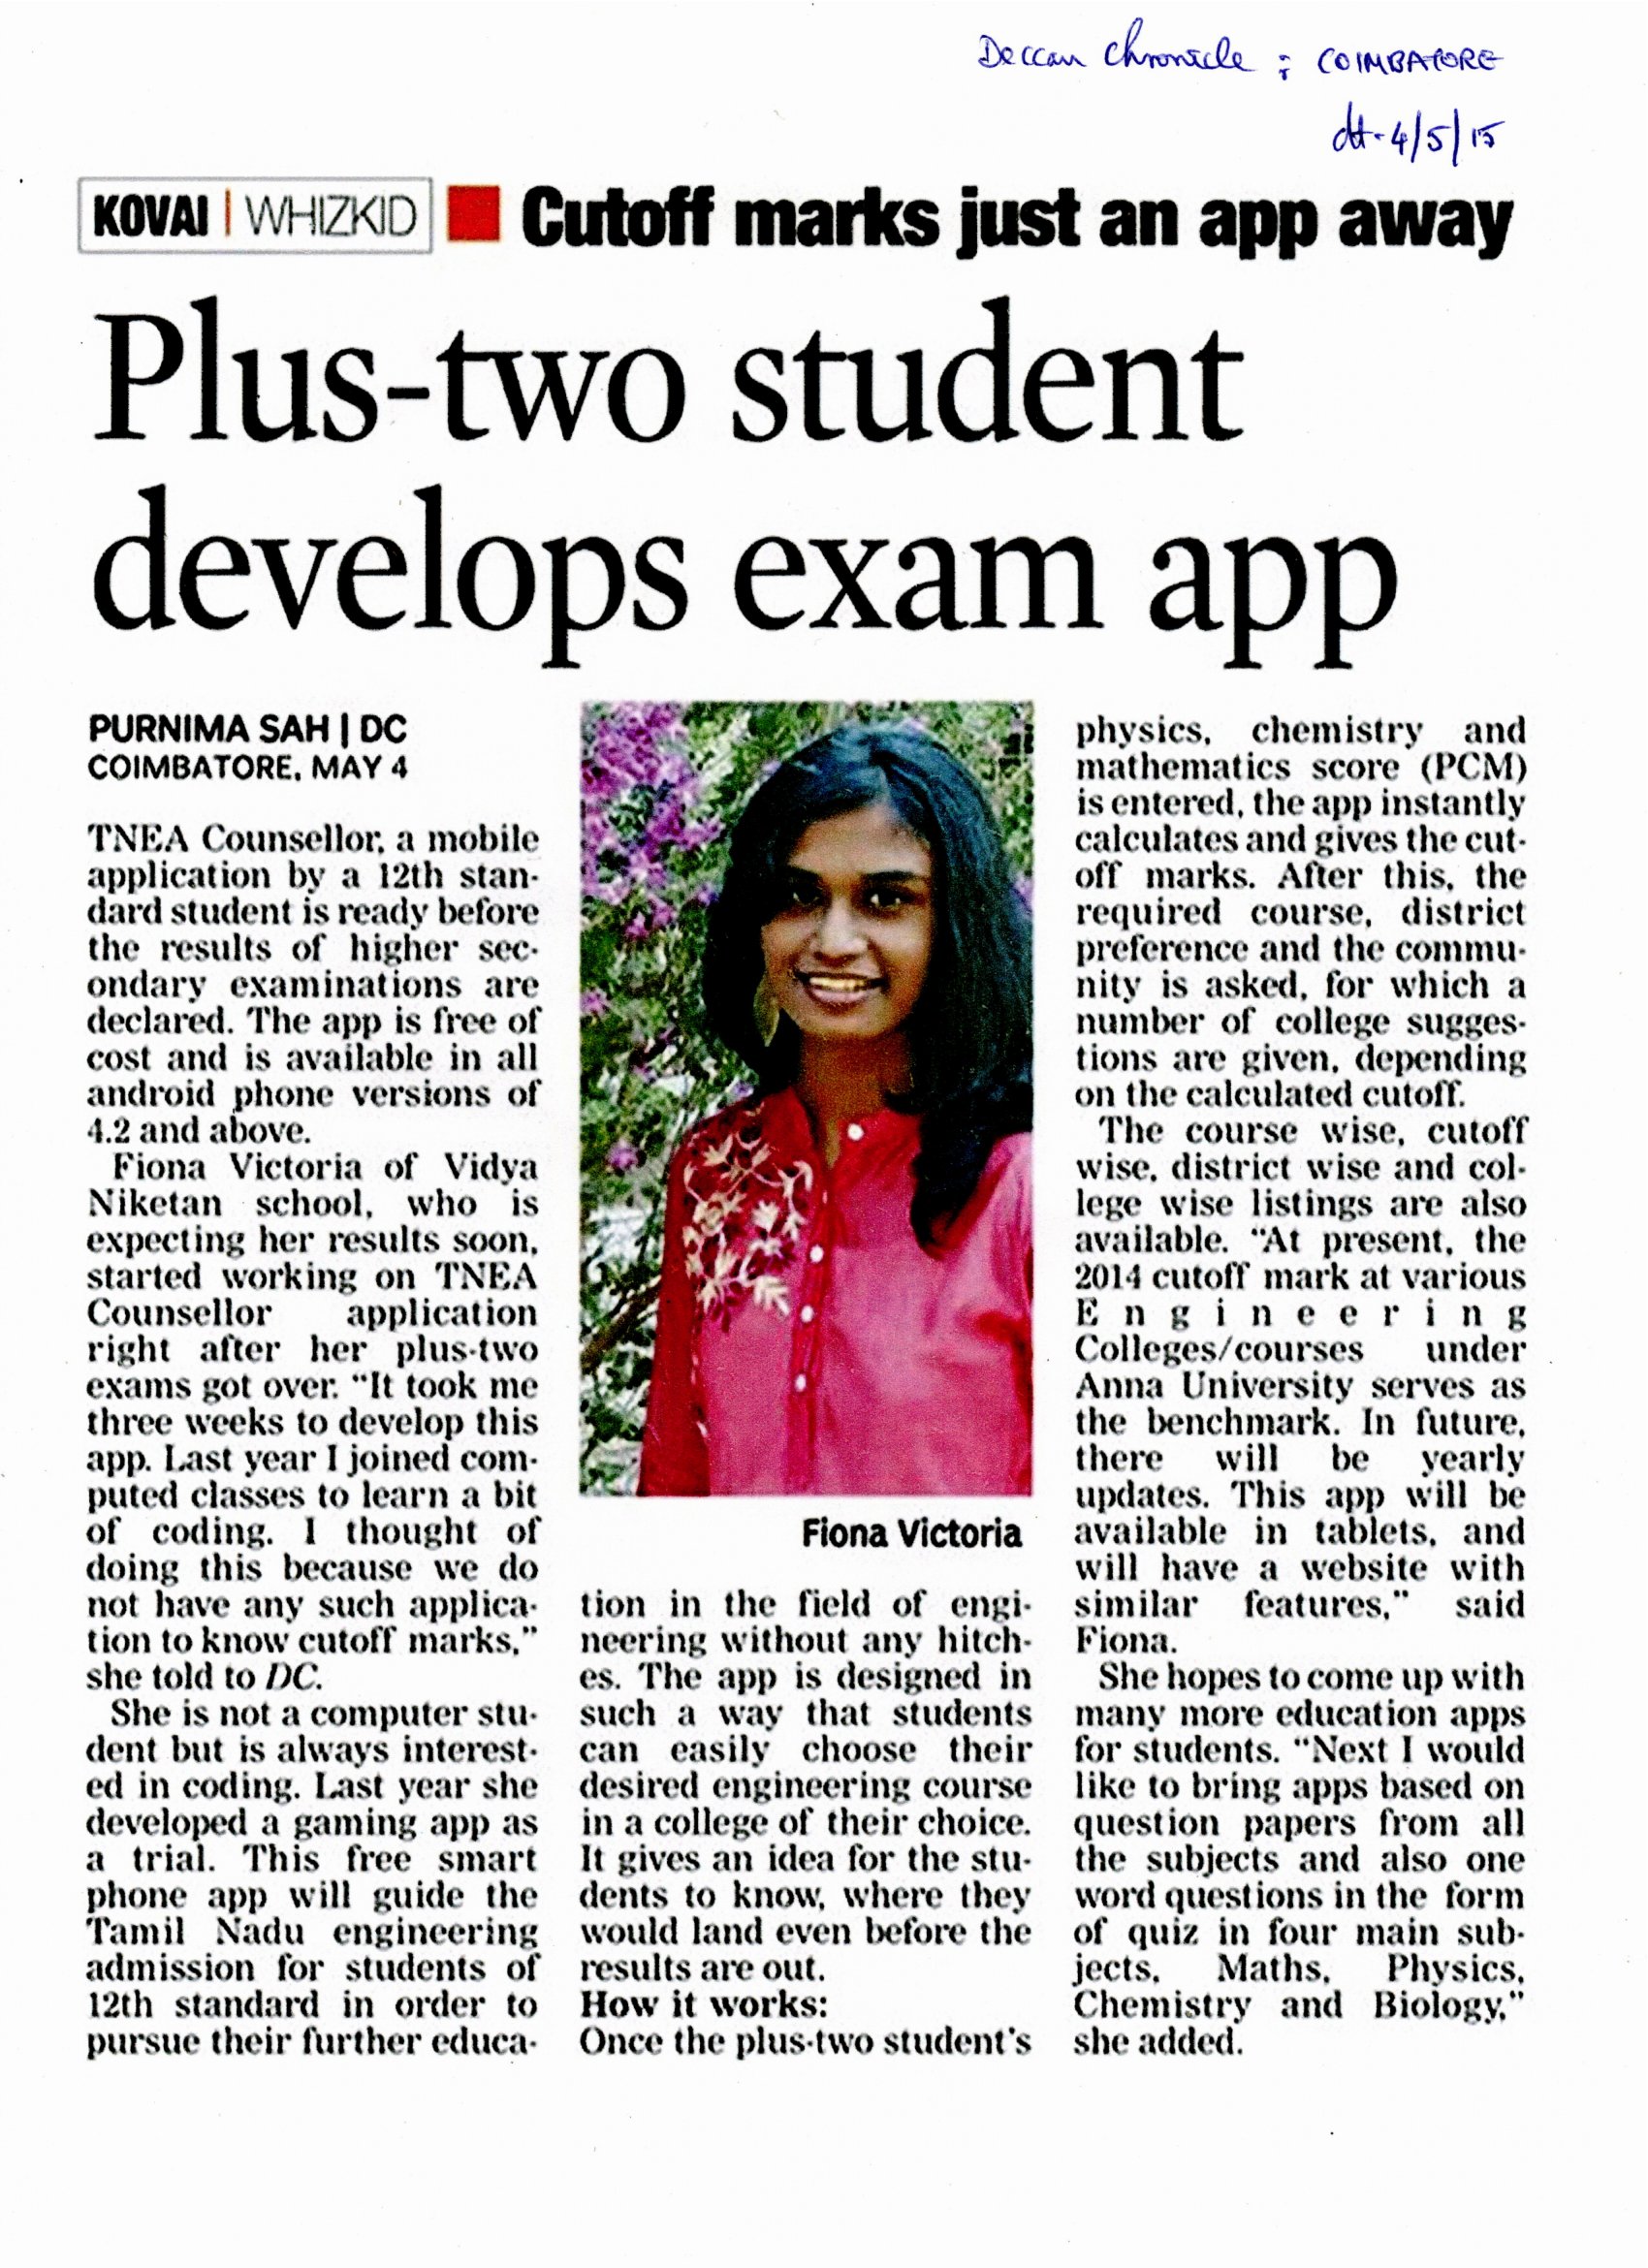 Deccan Chronicle : COIMBATORE
dt- 4/5/15
KOVAI | WHIZKID Cutoff marks just an app away
Plus-two student
develops exam app
PURNIMA SAH | DC
COIMBATORE, MAY 4
TNEA Counsellor, a mobile
application by a 12th stan-
dard student is ready before
the results of higher sec-
ondary examinations are
declared. The app is free of
cost and is available in all
android phone versions of
4.2 and above.
Fiona Victoria of Vidya
Niketan school, who is
expecting her results soon,
started working on TNEA
Counsellor application
right after her plus-two
exams got over. "It took me
three weeks to develop this
app. Last year I joined com-
puted classes to learn a bit
of coding. I thought of
doing this because we do
not have any such applica-
tion to know cutoff marks,"
she told to DC.
She is not a computer stu-
dent but is always interest-
ed in coding. Last year she
developed a gaming app as
a trial. This free smart
phone app will guide the
Tamil Nadu engineering
admission for students of
12th standard in order to
pursue their further educa-
Fiona Victoria
tion in the field of engi-
neering without any hitch-
es. The app is designed in
such a way that students
can easily choose their
desired engineering course
in a college of their choice.
It gives an idea for the stu-
dents to know, where they
would land even before the
results are out.
How it works:
Once the plus-two student's
physics, chemistry and
mathematics score (PCM)
is entered, the app instantly
calculates and gives the cut-
off marks. After this, the
required course, district
preference and the commu-
nity is asked, for which a
number of college sugges-
tions are given, depending
on the calculated cutoff.
The course wise, cutoff
wise, district wise and col-
lege wise listings are also
available. "At present, the
2014 cutoff mark at various
Engineering
Colleges/courses under
Anna University serves as
the benchmark. In future,
there will be yearly
updates. This app will be
available in tablets, and
will have a website with
similar features," said
Fiona.
She hopes to come up with
many more education apps
for students. "Next I would
like to bring apps based on
question papers from all
the subjects and also one
word questions in the form
of quiz in four main sub-
jects, Maths, Physics,
Chemistry and Biology,"
she added.